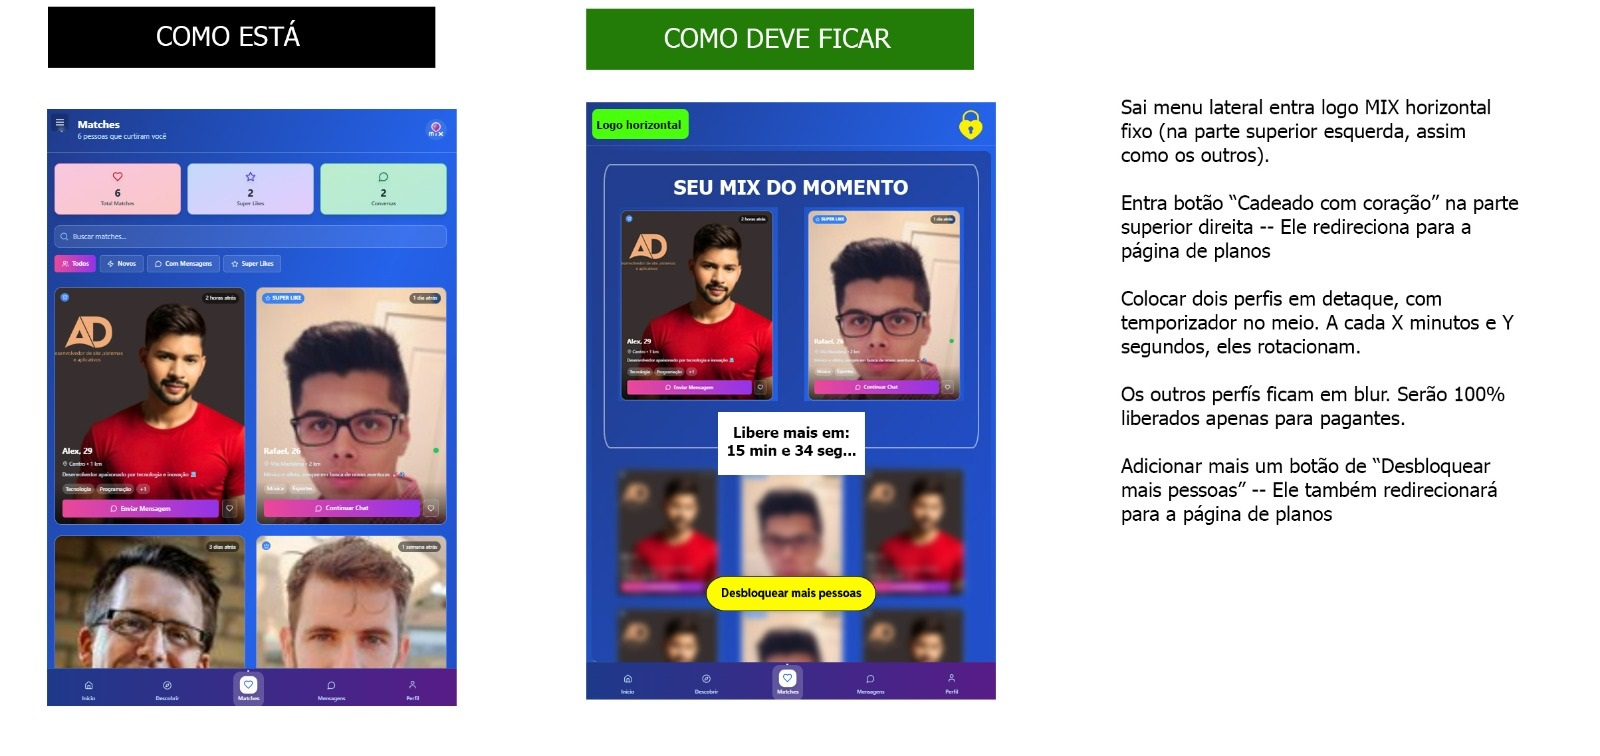 COMO ESTÁ
COMO DEVE FICAR
Matches
6 pessoas que curtiram você
mix
6
Total Matches
2
Super Likes
2
Conversas
Buscar matches...
Todos
Novos
Com Mensagens
Super Likes
2 horas atrás
AD
e aplicativos
Alex, 29
Centro • 1 km
Desenvolvedor apaixonado por tecnologia e inovação
Tecnologia
Programação
+1
Enviar Mensagem
SUPER LIKE
1 dia atrás
Rafael, 26
Vila Madalena • 2 km
Música
Esportes
Continuar Chat
3 dias atrás
1 semana atrás
Início
Descobrir
Matches
Mensagens
Perfil
Logo horizontal
SEU MIX DO MOMENTO
2 horas atrás
AD
e aplicativos
Alex, 29
Centro • 1 km
Desenvolvedor apaixonado por tecnologia e inovação
Tecnologia
Programação
+1
Enviar Mensagem
SUPER LIKE
1 dia atrás
Rafael, 26
Vila Madalena • 2 km
Música
Esportes
Continuar Chat
Libere mais em:
15 min e 34 seg...
Desbloquear mais pessoas
Início
Descobrir
Matches
Mensagens
Perfil
Sai menu lateral entra logo MIX horizontal
fixo (na parte superior esquerda, assim
como os outros).
Entra botão “Cadeado com coração” na parte
superior direita -- Ele redireciona para a
página de planos
Colocar dois perfis em detaque, com
temporizador no meio. A cada X minutos e Y
segundos, eles rotacionam.
Os outros perfís ficam em blur. Serão 100%
liberados apenas para pagantes.
Adicionar mais um botão de “Desbloquear
mais pessoas” -- Ele também redirecionará
para a página de planos